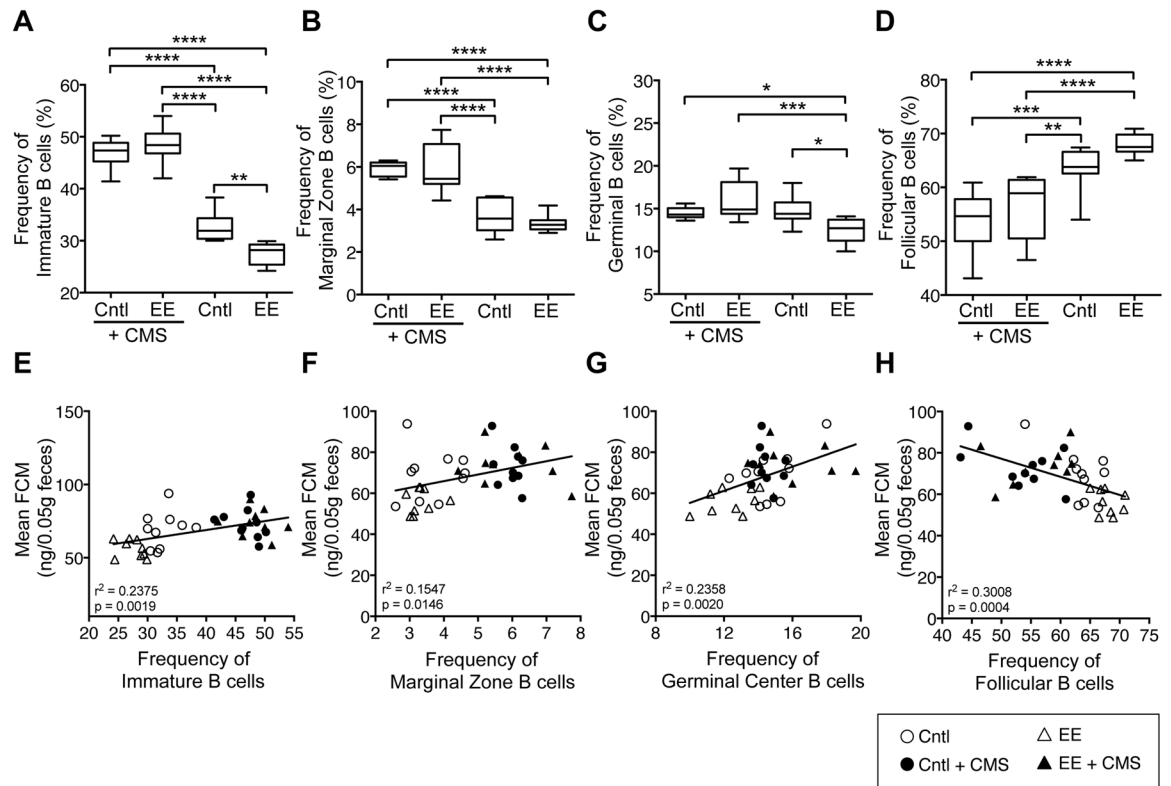 A
B
C
D
****
****
****
****
**
Frequency of
Immature B cells (%)
60
50
40
30
20
Cntl EE Cntl EE
+ CMS
****
****
****
****
Frequency of
Marginal Zone B cells (%)
10
8
6
4
2
0
Cntl EE Cntl EE
+ CMS
*
***
*
Frequency of
Germinal B cells (%)
30
25
20
15
10
5
Cntl EE Cntl EE
+ CMS
****
****
***
**
Frequency of
Follicular B cells (%)
80
70
60
50
40
Cntl EE Cntl EE
+ CMS
E
F
G
H
Mean FCM
(ng/0.05g feces)
150
100
50
r² = 0.2375
p = 0.0019
20 25 30 35 40 45 50 54
Frequency of
Immature B cells
Mean FCM
(ng/0.05g feces)
100
80
60
40
20
0
r² = 0.1547
p = 0.0146
2 3 4 5 6 7 8
Frequency of
Marginal Zone B cells
Mean FCM
(ng/0.05g feces)
100
80
60
40
20
0
r² = 0.2358
p = 0.0020
8 12 16 20
Frequency of
Germinal Center B cells
Mean FCM
(ng/0.05g feces)
100
80
60
40
20
0
r² = 0.3008
p = 0.0004
40 45 50 55 60 65 70 75
Frequency of
Follicular B cells
Cntl EE
Cntl + CMS EE + CMS